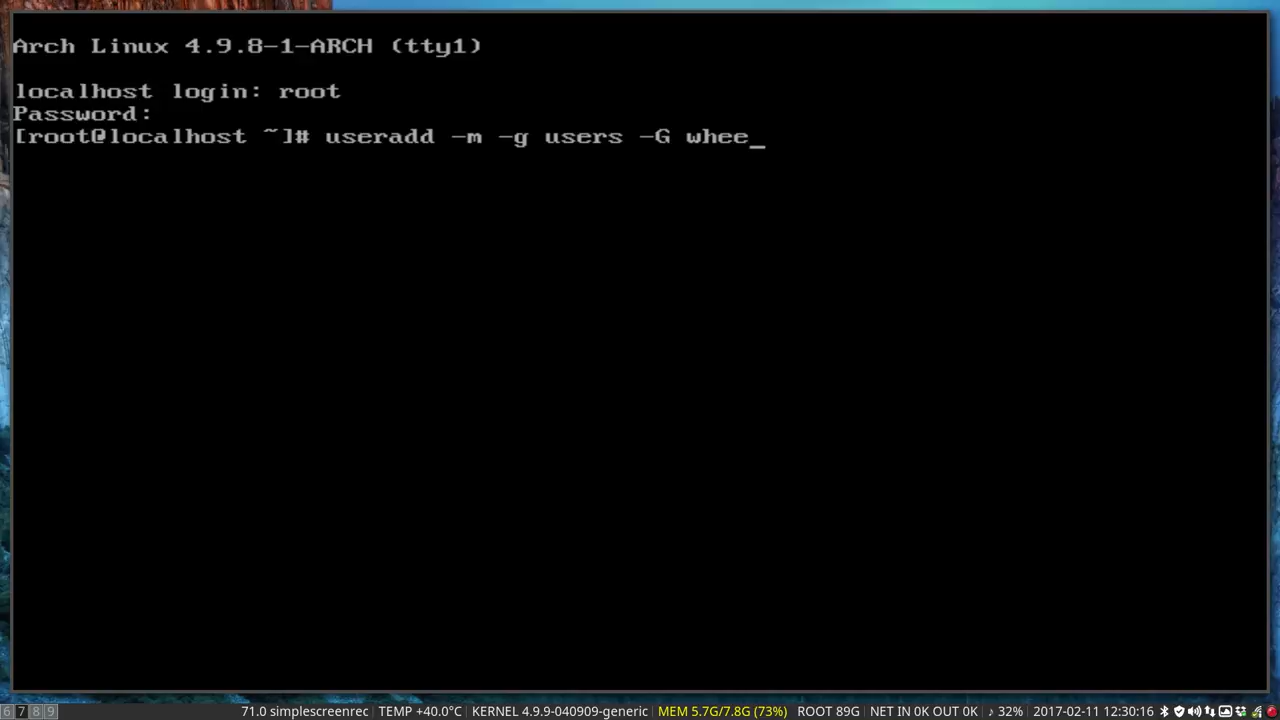 Arch Linux 4.9.8-1-ARCH (tty1)
localhost login: root
Password:
[root@localhost ~]# useradd -m -g users -G whee_
6 7 8 9 71.0 simplescreenrec TEMP +40.0°C KERNEL 4.9.9-040909-generic MEM 5.7G/7.8G (73%) ROOT 89G NET IN 0K OUT 0K ♪ 32% 2017-02-11 12:30:16